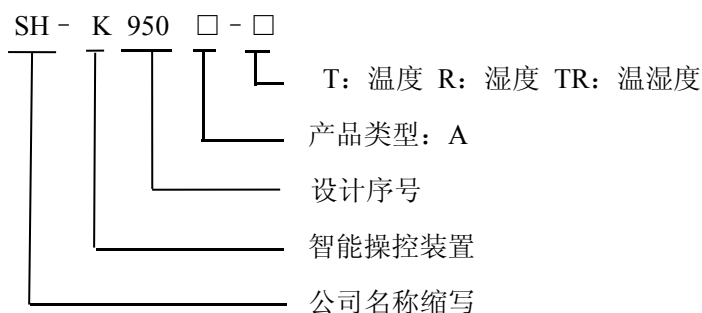 SH- K 950 □-□
T：温度 R：湿度 TR：温湿度
产品类型：A
设计序号
智能操控装置
公司名称缩写